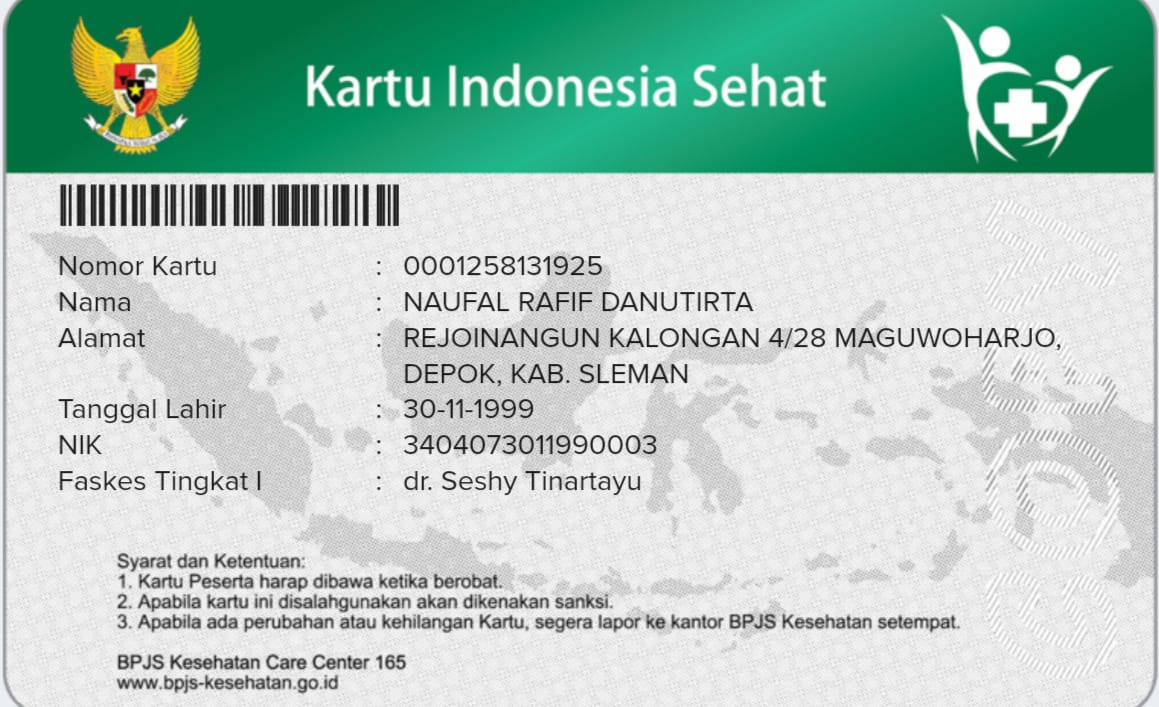 Kartu Indonesia Sehat
Nomor Kartu : 0001258131925
Nama : NAUFAL RAFIF DANUTIRTA
Alamat : REJOINANGUN KALONGAN 4/28 MAGUWOHARJO,
DEPOK, KAB. SLEMAN
Tanggal Lahir : 30-11-1999
NIK : 3404073011990003
Faskes Tingkat I : dr. Seshy Tinartayu
Syarat dan Ketentuan:
1. Kartu Peserta harap dibawa ketika berobat.
2. Apabila kartu ini disalahgunakan akan dikenakan sanksi.
3. Apabila ada perubahan atau kehilangan Kartu, segera lapor ke kantor BPJS Kesehatan setempat.
BPJS Kesehatan Care Center 165
www.bpjs-kesehatan.go.id
COPY